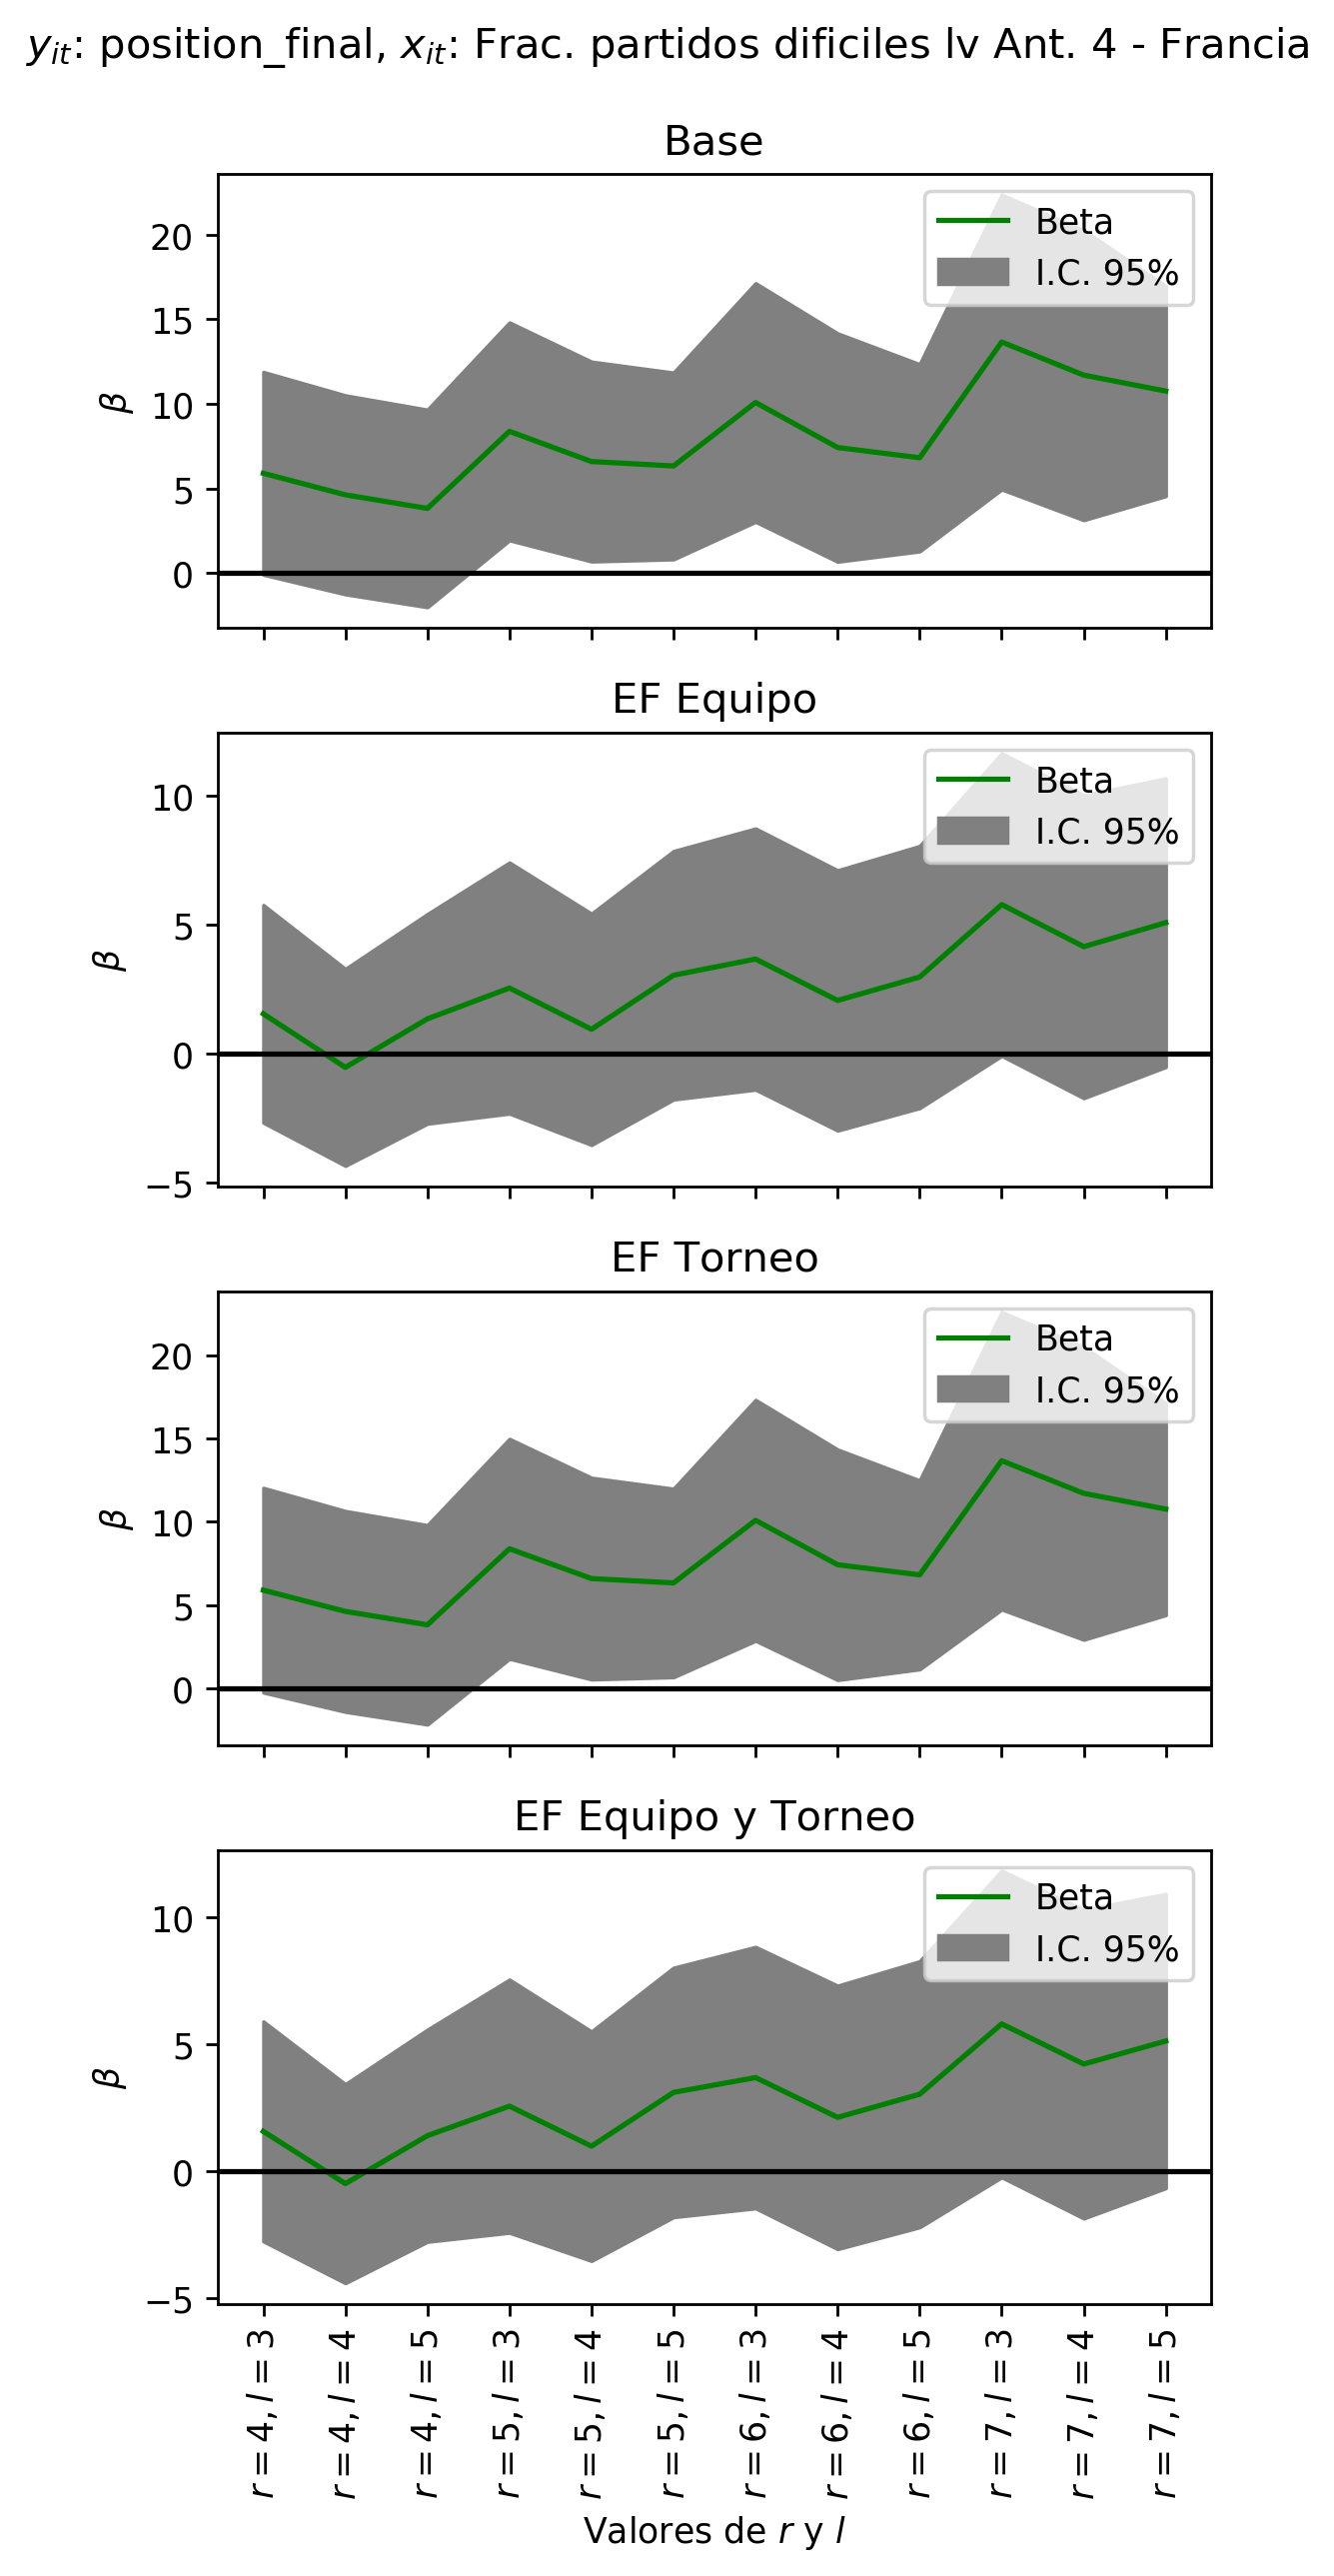 y_it: position_final, x_it: Frac. partidos dificiles lv Ant. 4 - Francia
Base
20
15
10
5
0
β
Beta
I.C. 95%
EF Equipo
10
5
0
−5
β
Beta
I.C. 95%
EF Torneo
20
15
10
5
0
β
Beta
I.C. 95%
EF Equipo y Torneo
10
5
0
−5
β
Beta
I.C. 95%
r = 4, l = 3
r = 4, l = 4
r = 4, l = 5
r = 5, l = 3
r = 5, l = 4
r = 5, l = 5
r = 6, l = 3
r = 6, l = 4
r = 6, l = 5
r = 7, l = 3
r = 7, l = 4
r = 7, l = 5
Valores de r y l